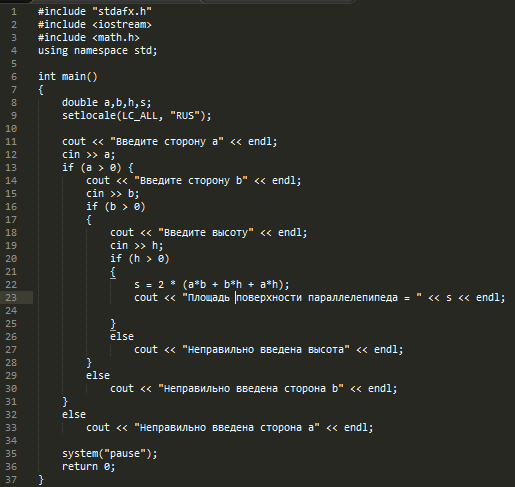 1 #include "stdafx.h"
2 #include <iostream>
3 #include <math.h>
4 using namespace std;
5
6 int main()
7 {
8 double a,b,h,s;
9 setlocale(LC_ALL, "RUS");
10
11 cout << "Введите сторону a" << endl;
12 cin >> a;
13 if (a > 0) {
14 cout << "Введите сторону b" << endl;
15 cin >> b;
16 if (b > 0)
17 {
18 cout << "Введите высоту" << endl;
19 cin >> h;
20 if (h > 0)
21 {
22 s = 2 * (a*b + b*h + a*h);
23 cout << "Площадь поверхности параллелепипеда = " << s << endl;
24
25 }
26 else
27 cout << "Неправильно введена высота" << endl;
28 }
29 else
30 cout << "Неправильно введена сторона b" << endl;
31 }
32 else
33 cout << "Неправильно введена сторона a" << endl;
34
35 system("pause");
36 return 0;
37 }